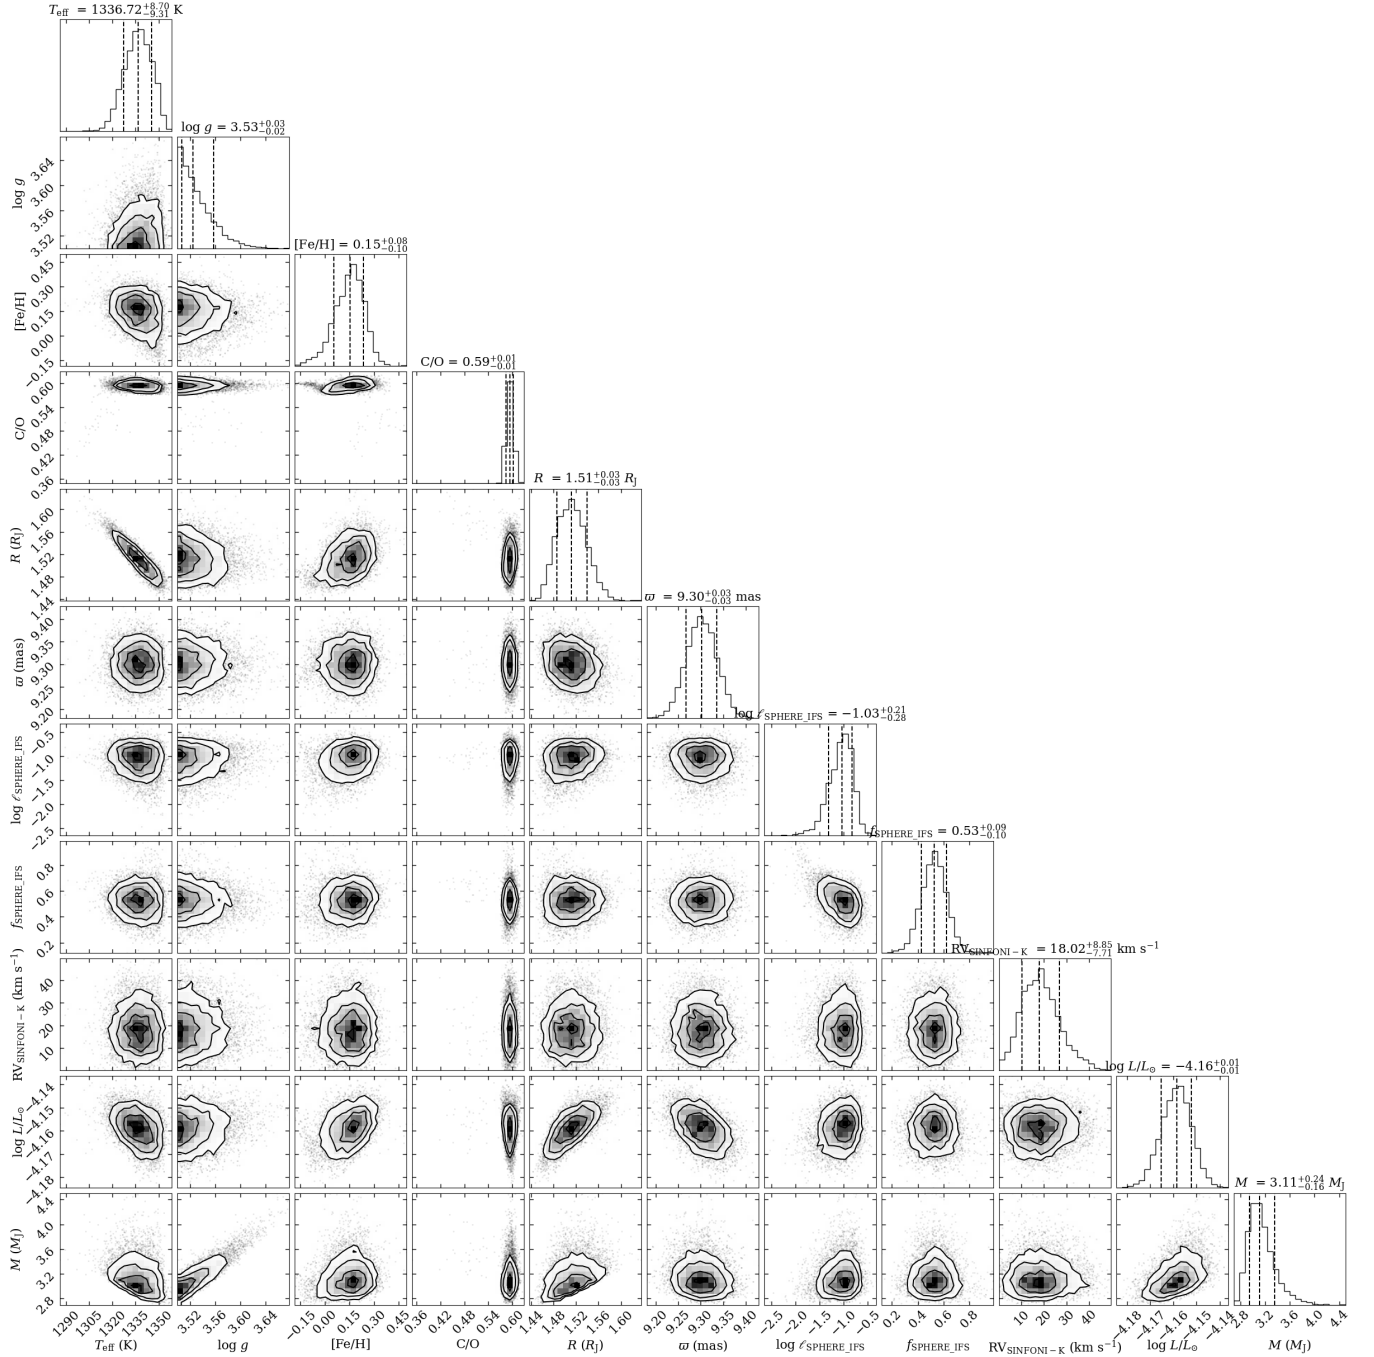 T_eff = 1336.72 +8.70 −9.31 K
log g = 3.53 +0.03 −0.02
3.64
3.60
3.56
3.52
log g
[Fe/H] = 0.15 +0.08 −0.10
0.45
0.30
0.15
0.00
−0.15
[Fe/H]
C/O = 0.59 +0.01 −0.01
0.60
0.54
0.48
0.42
0.36
C/O
R = 1.51 +0.03 −0.03 R_J
1.60
1.56
1.52
1.48
1.44
R (R_J)
ϖ = 9.30 +0.03 −0.03 mas
9.40
9.35
9.30
9.25
9.20
ϖ (mas)
log ℓ_SPHERE_IFS = −1.03 +0.21 −0.28
−0.5
−1.0
−1.5
−2.0
−2.5
log ℓ_SPHERE_IFS
f_SPHERE_IFS = 0.53 +0.09 −0.10
0.8
0.6
0.4
0.2
f_SPHERE_IFS
RV_SINFONI−K = 18.02 +8.85 −7.71 km s⁻¹
40
30
20
10
RV_SINFONI−K (km s⁻¹)
log L/L⊙ = −4.16 +0.01 −0.01
−4.14
−4.15
−4.16
−4.17
−4.18
log L/L⊙
M = 3.11 +0.24 −0.16 M_J
4.4
4.0
3.6
3.2
2.8
M (M_J)
1290 1305 1320 1335 1350 3.52 3.56 3.60 3.64 −0.15 0.00 0.15 0.30 0.45 0.36 0.42 0.48 0.54 0.60 1.44 1.48 1.52 1.56 1.60 9.20 9.25 9.30 9.35 9.40 −2.5 −2.0 −1.5 −1.0 −0.5 0.2 0.4 0.6 0.8 10 20 30 40 −4.18 −4.17 −4.16 −4.15 −4.14 2.8 3.2 3.6 4.0 4.4
T_eff (K) log g [Fe/H] C/O R (R_J) ϖ (mas) log ℓ_SPHERE_IFS f_SPHERE_IFS RV_SINFONI−K (km s⁻¹) log L/L⊙ M (M_J)